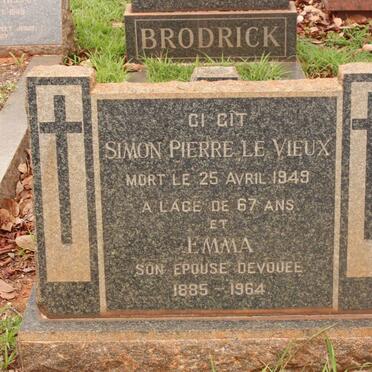 BRODRICK
CI GIT
SIMON PIERRE LE VIEUX
MORT LE 25 AVRIL 1949
A LAGE DE 67 ANS
ET
EMMA
SON EPOUSE DEVOUEE
1885-1964